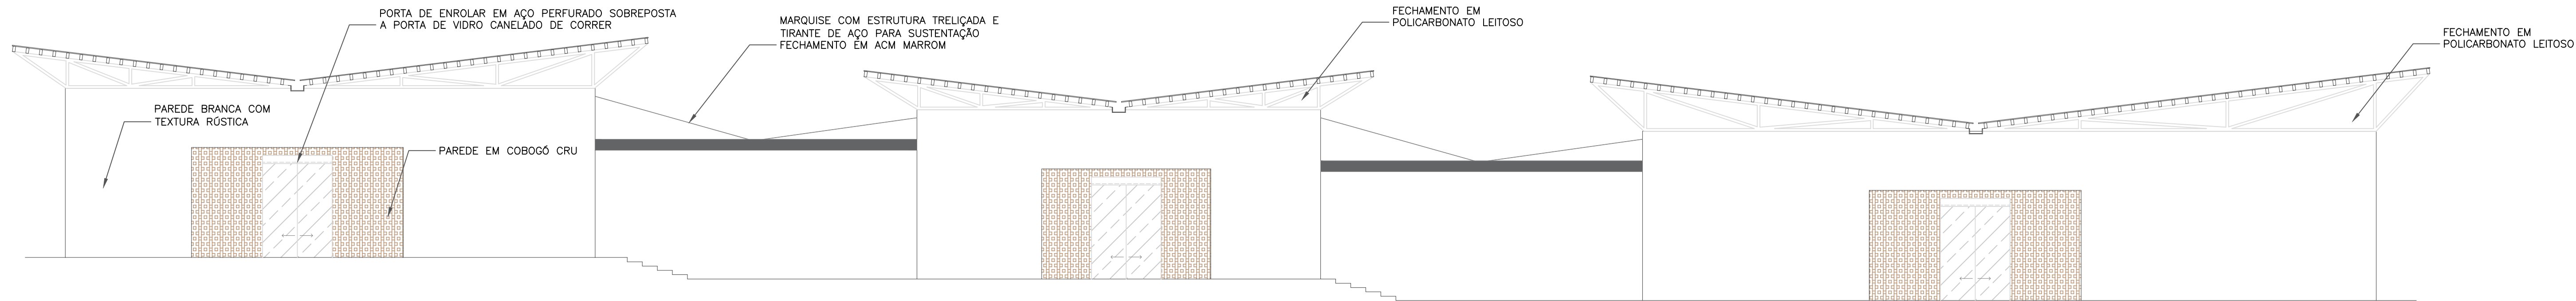 PORTA DE ENROLAR EM AÇO PERFURADO SOBREPOSTA
A PORTA DE VIDRO CANELADO DE CORRER
MARQUISE COM ESTRUTURA TRELIÇADA E
TIRANTE DE AÇO PARA SUSTENTAÇÃO
FECHAMENTO EM ACM MARROM
FECHAMENTO EM
POLICARBONATO LEITOSO
FECHAMENTO EM
POLICARBONATO LEITOSO
PAREDE BRANCA COM
TEXTURA RÚSTICA
PAREDE EM COBOGÓ CRU